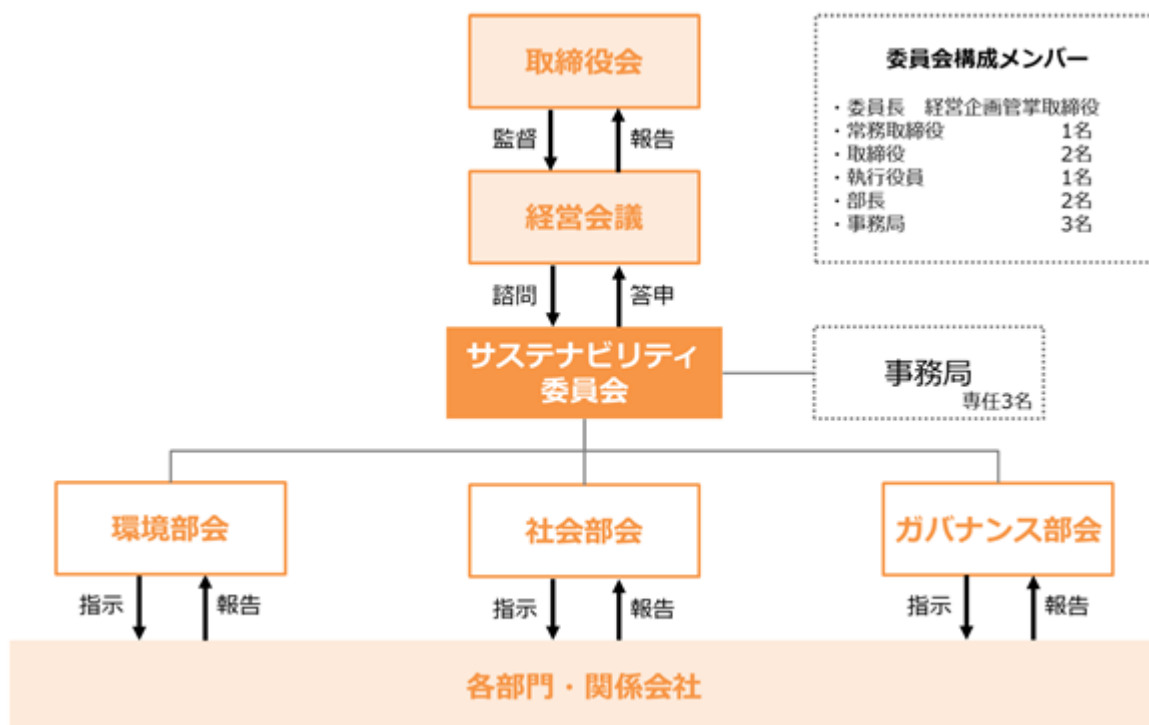 取締役会
監督
報告
経営会議
諮問
答申
サステナビリティ
委員会
委員会構成メンバー
・委員長 経営企画管掌取締役
・常務取締役 1名
・取締役 2名
・執行役員 1名
・部長 2名
・事務局 3名
事務局
専任3名
環境部会
社会部会
ガバナンス部会
指示
報告
指示
報告
指示
報告
各部門・関係会社